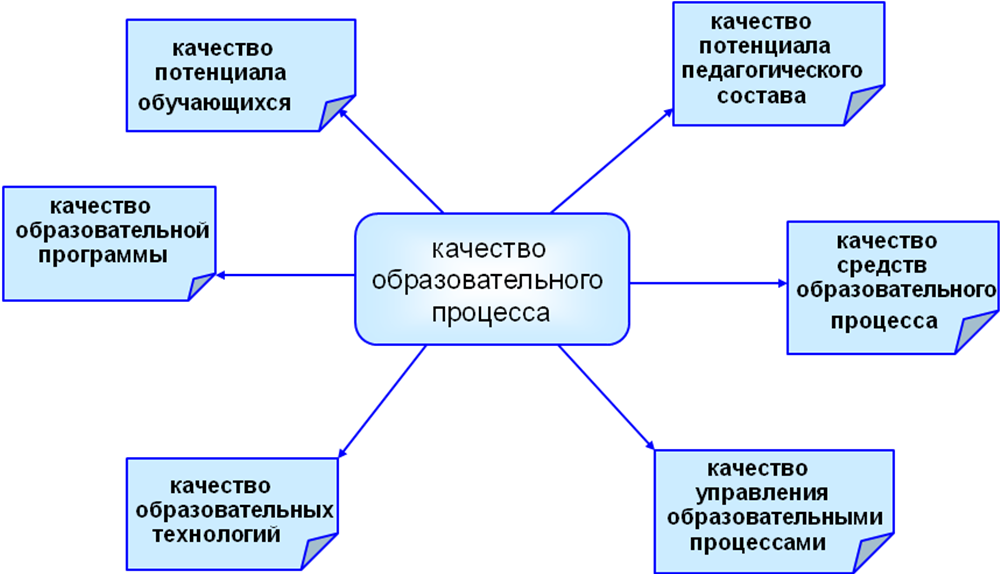 качество
потенциала
обучающихся
качество
потенциала
педагогического
состава
качество
образовательной
программы
качество
образовательного
процесса
качество
средств
образовательного
процесса
качество
образовательных
технологий
качество
управления
образовательными
процессами